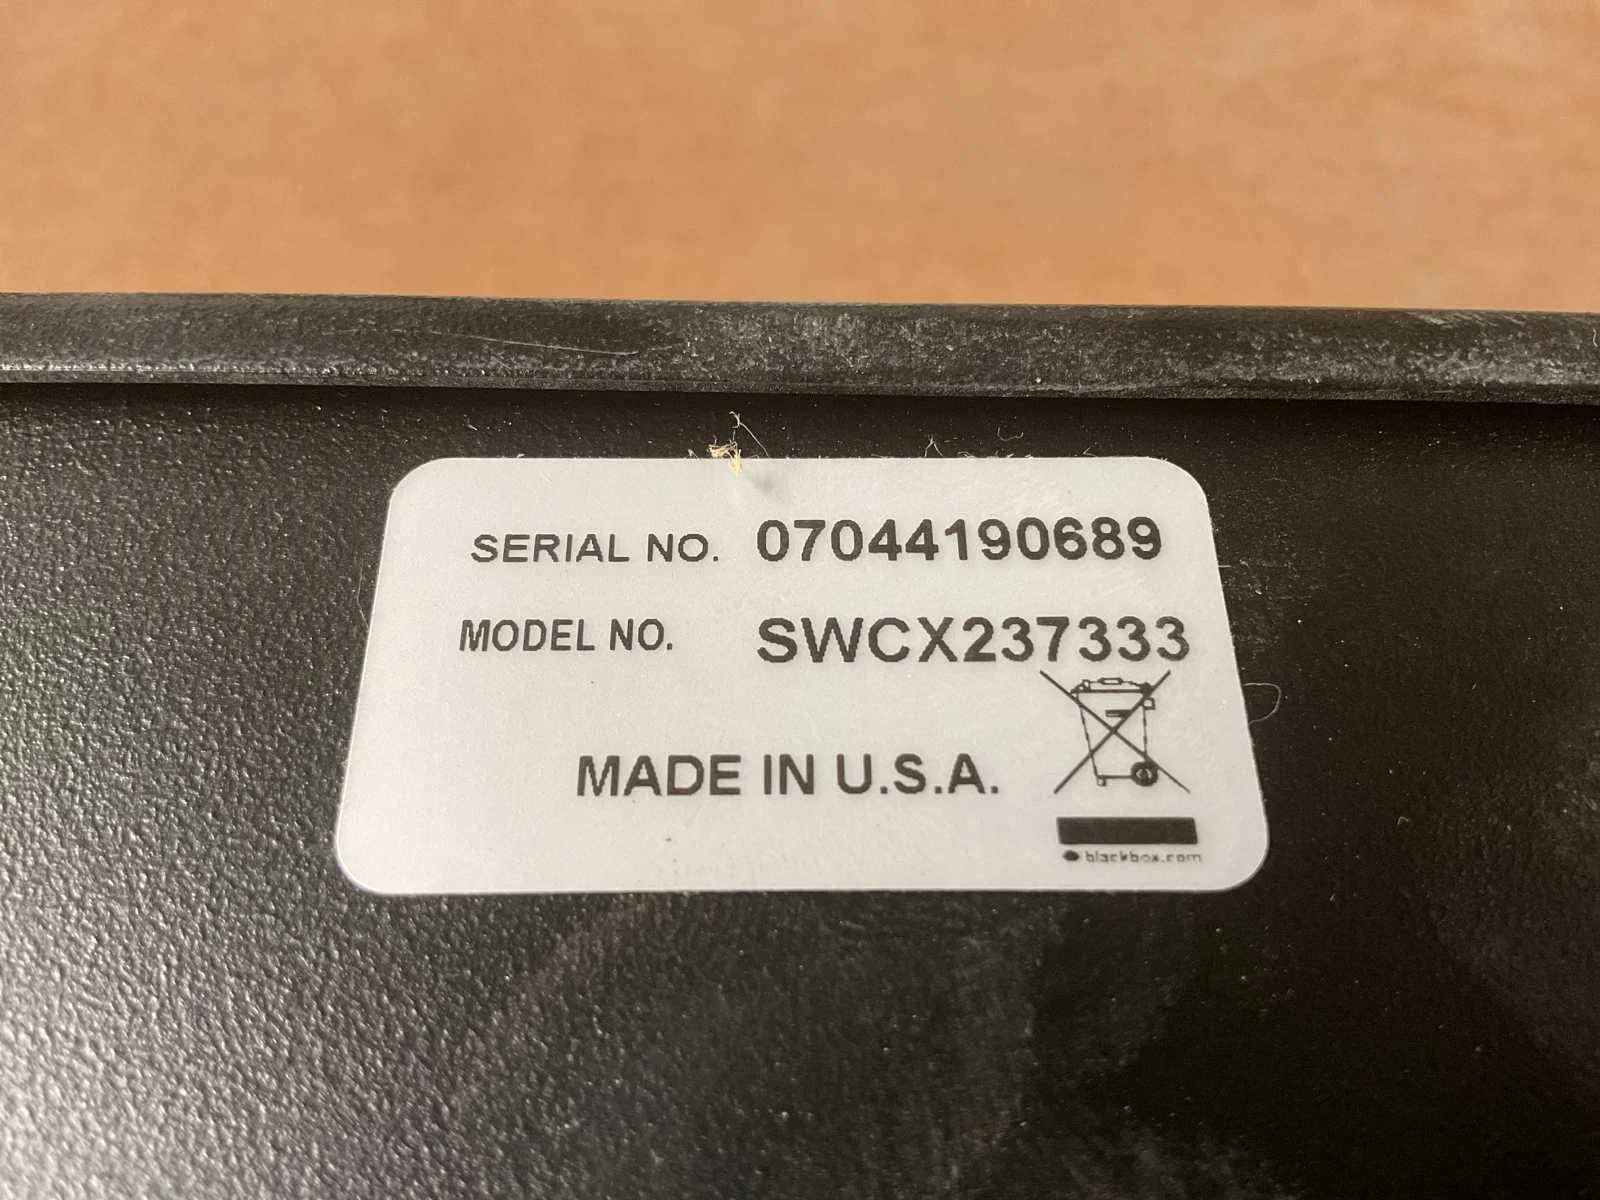 SERIAL NO. 07044190689
MODEL NO. SWCX237333
MADE IN U.S.A.
blackbox.com